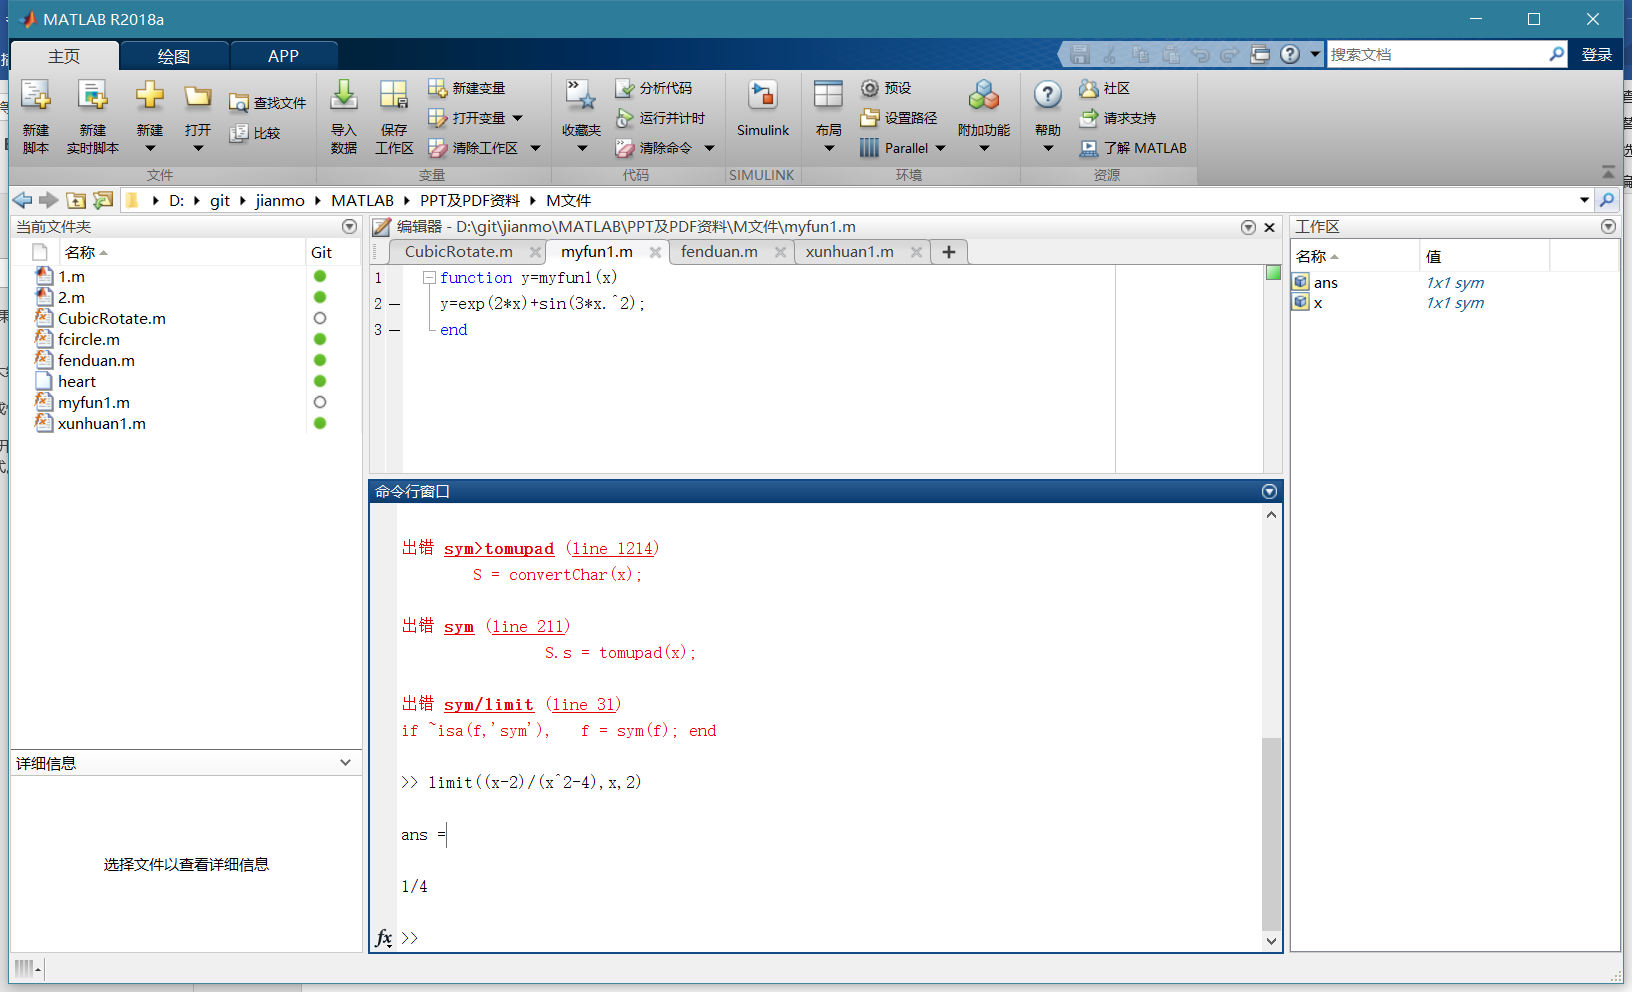 MATLAB R2018a
主页
绘图
APP
搜索文档
登录
新建
脚本
新建
实时脚本
新建
打开
查找文件
比较
文件
导入
数据
保存
工作区
新建变量
打开变量
清除工作区
变量
收藏夹
分析代码
运行并计时
清除命令
代码
Simulink
SIMULINK
布局
预设
设置路径
Parallel
附加功能
环境
帮助
社区
请求支持
了解 MATLAB
资源
D: git jianmo MATLAB PPT及PDF资料 M文件
当前文件夹
名称 Git
1.m
2.m
CubicRotate.m
fcircle.m
fenduan.m
heart
myfun1.m
xunhuan1.m
详细信息
选择文件以查看详细信息
编辑器 - D:\git\jianmo\MATLAB\PPT及PDF资料\M文件\myfun1.m
CubicRotate.m myfun1.m fenduan.m xunhuan1.m
1 function y=myfun1(x)
2 y=exp(2*x)+sin(3*x.^2);
3 end
命令行窗口
出错 sym>tomupad (line 1214)
S = convertChar(x);
出错 sym (line 211)
S.s = tomupad(x);
出错 sym/limit (line 31)
if ~isa(f,'sym'), f = sym(f); end
>> limit((x-2)/(x^2-4),x,2)
ans =
1/4
fx >>
工作区
名称 值
ans 1x1 sym
x 1x1 sym